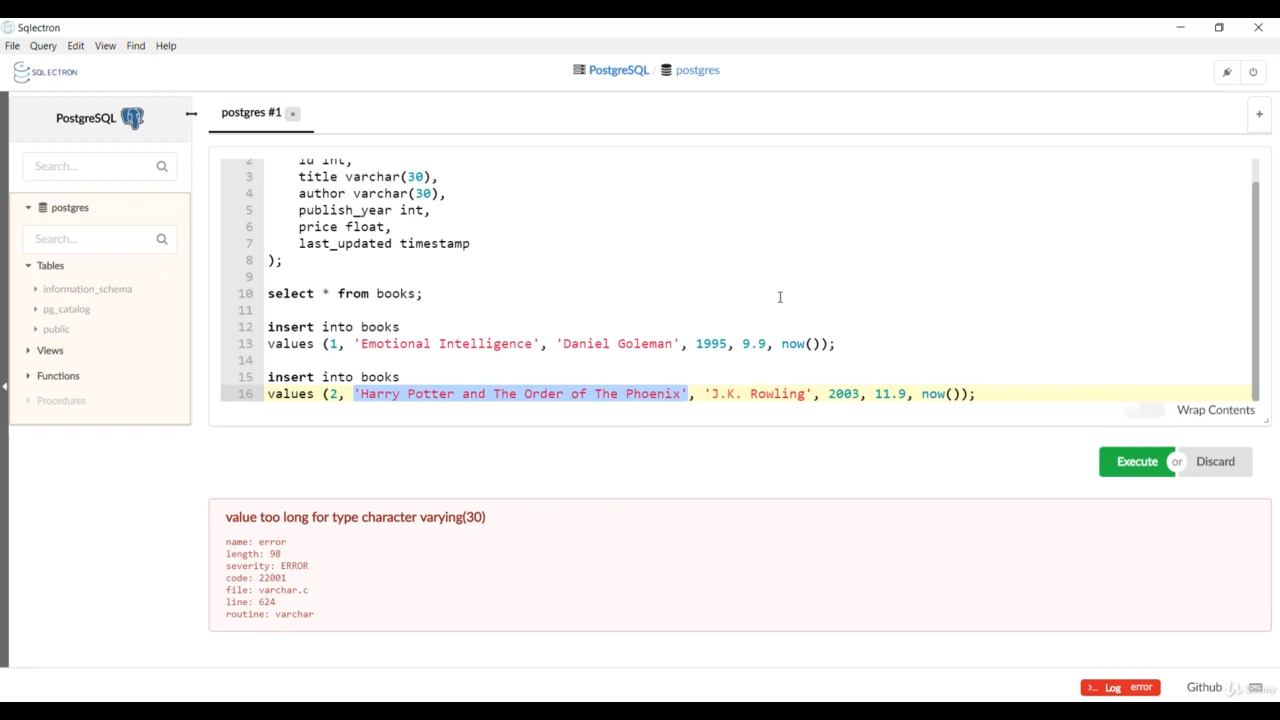 Sqlectron
File Query Edit View Find Help
SQLECTRON
PostgreSQL / postgres
PostgreSQL
postgres #1 ×
+
Search...
postgres
Search...
Tables
information_schema
pg_catalog
public
Views
Functions
Procedures
2 id int,
3 title varchar(30),
4 author varchar(30),
5 publish_year int,
6 price float,
7 last_updated timestamp
8 );
9
10 select * from books;
11
12 insert into books
13 values (1, 'Emotional Intelligence', 'Daniel Goleman', 1995, 9.9, now());
14
15 insert into books
16 values (2, 'Harry Potter and The Order of The Phoenix', 'J.K. Rowling', 2003, 11.9, now());
Wrap Contents
Execute or Discard
value too long for type character varying(30)
name: error
length: 98
severity: ERROR
code: 22001
file: varchar.c
line: 624
routine: varchar
>_ Log error
Github
Udemy